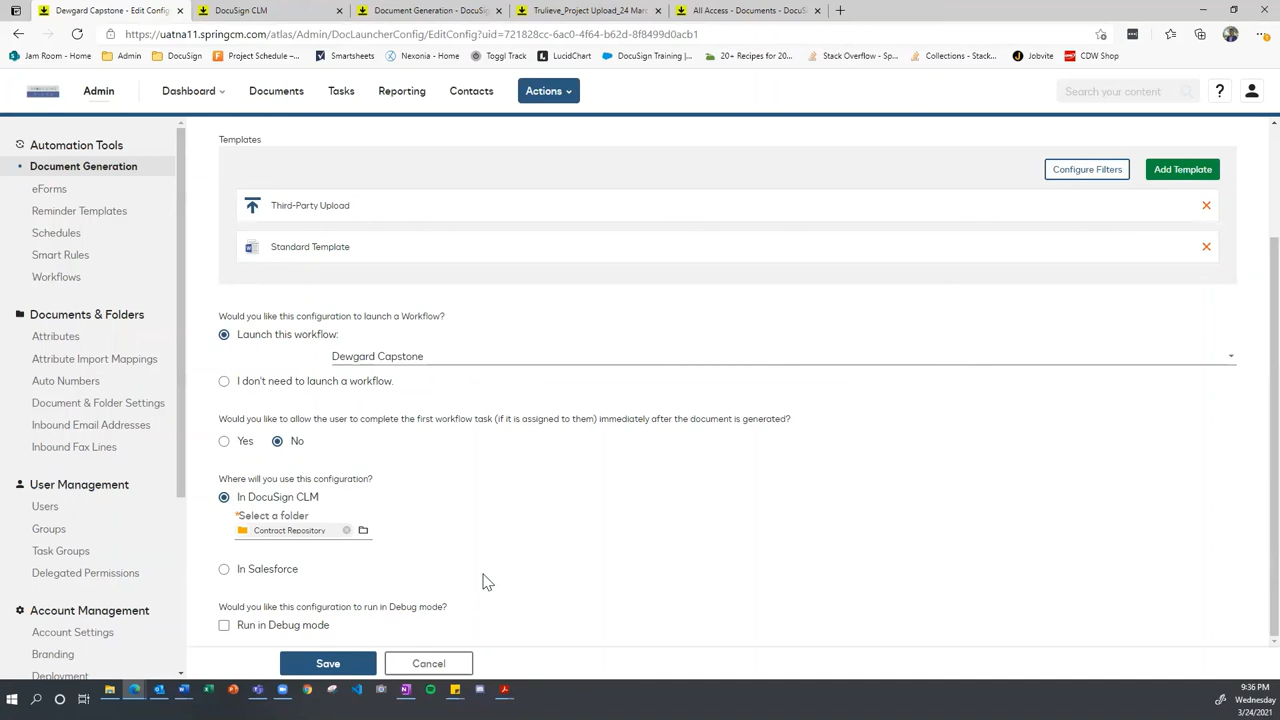 Dewgard Capstone - Edit Config
DocuSign CLM
Document Generation - DocuSi
Trulieve_Project Upload_24 Mar
All Access - Documents - DocuS
https://uatna11.springcm.com/atlas/Admin/DocLauncherConfig/EditConfig?uid=721828cc-6ac0-4f64-b62d-8f8499d0acb1
Jam Room - Home
Admin
DocuSign
Project Schedule -...
Smartsheets
Nexonia - Home
Toggl Track
LucidChart
DocuSign Training |...
20+ Recipes for 20...
Stack Overflow - Sp...
Collections - Stack...
Jobvite
CDW Shop
Admin
Dashboard
Documents
Tasks
Reporting
Contacts
Actions
Search your content
?
Automation Tools
Document Generation
eForms
Reminder Templates
Schedules
Smart Rules
Workflows
Documents & Folders
Attributes
Attribute Import Mappings
Auto Numbers
Document & Folder Settings
Inbound Email Addresses
Inbound Fax Lines
User Management
Users
Groups
Task Groups
Delegated Permissions
Account Management
Account Settings
Branding
Deployment
Templates
Configure Filters
Add Template
Third-Party Upload
Standard Template
Would you like this configuration to launch a Workflow?
Launch this workflow:
Dewgard Capstone
I don't need to launch a workflow.
Would you like to allow the user to complete the first workflow task (if it is assigned to them) immediately after the document is generated?
Yes
No
Where will you use this configuration?
In DocuSign CLM
*Select a folder
Contract Repository
In Salesforce
Would you like this configuration to run in Debug mode?
Run in Debug mode
Save
Cancel
9:36 PM
Wednesday
3/24/2021